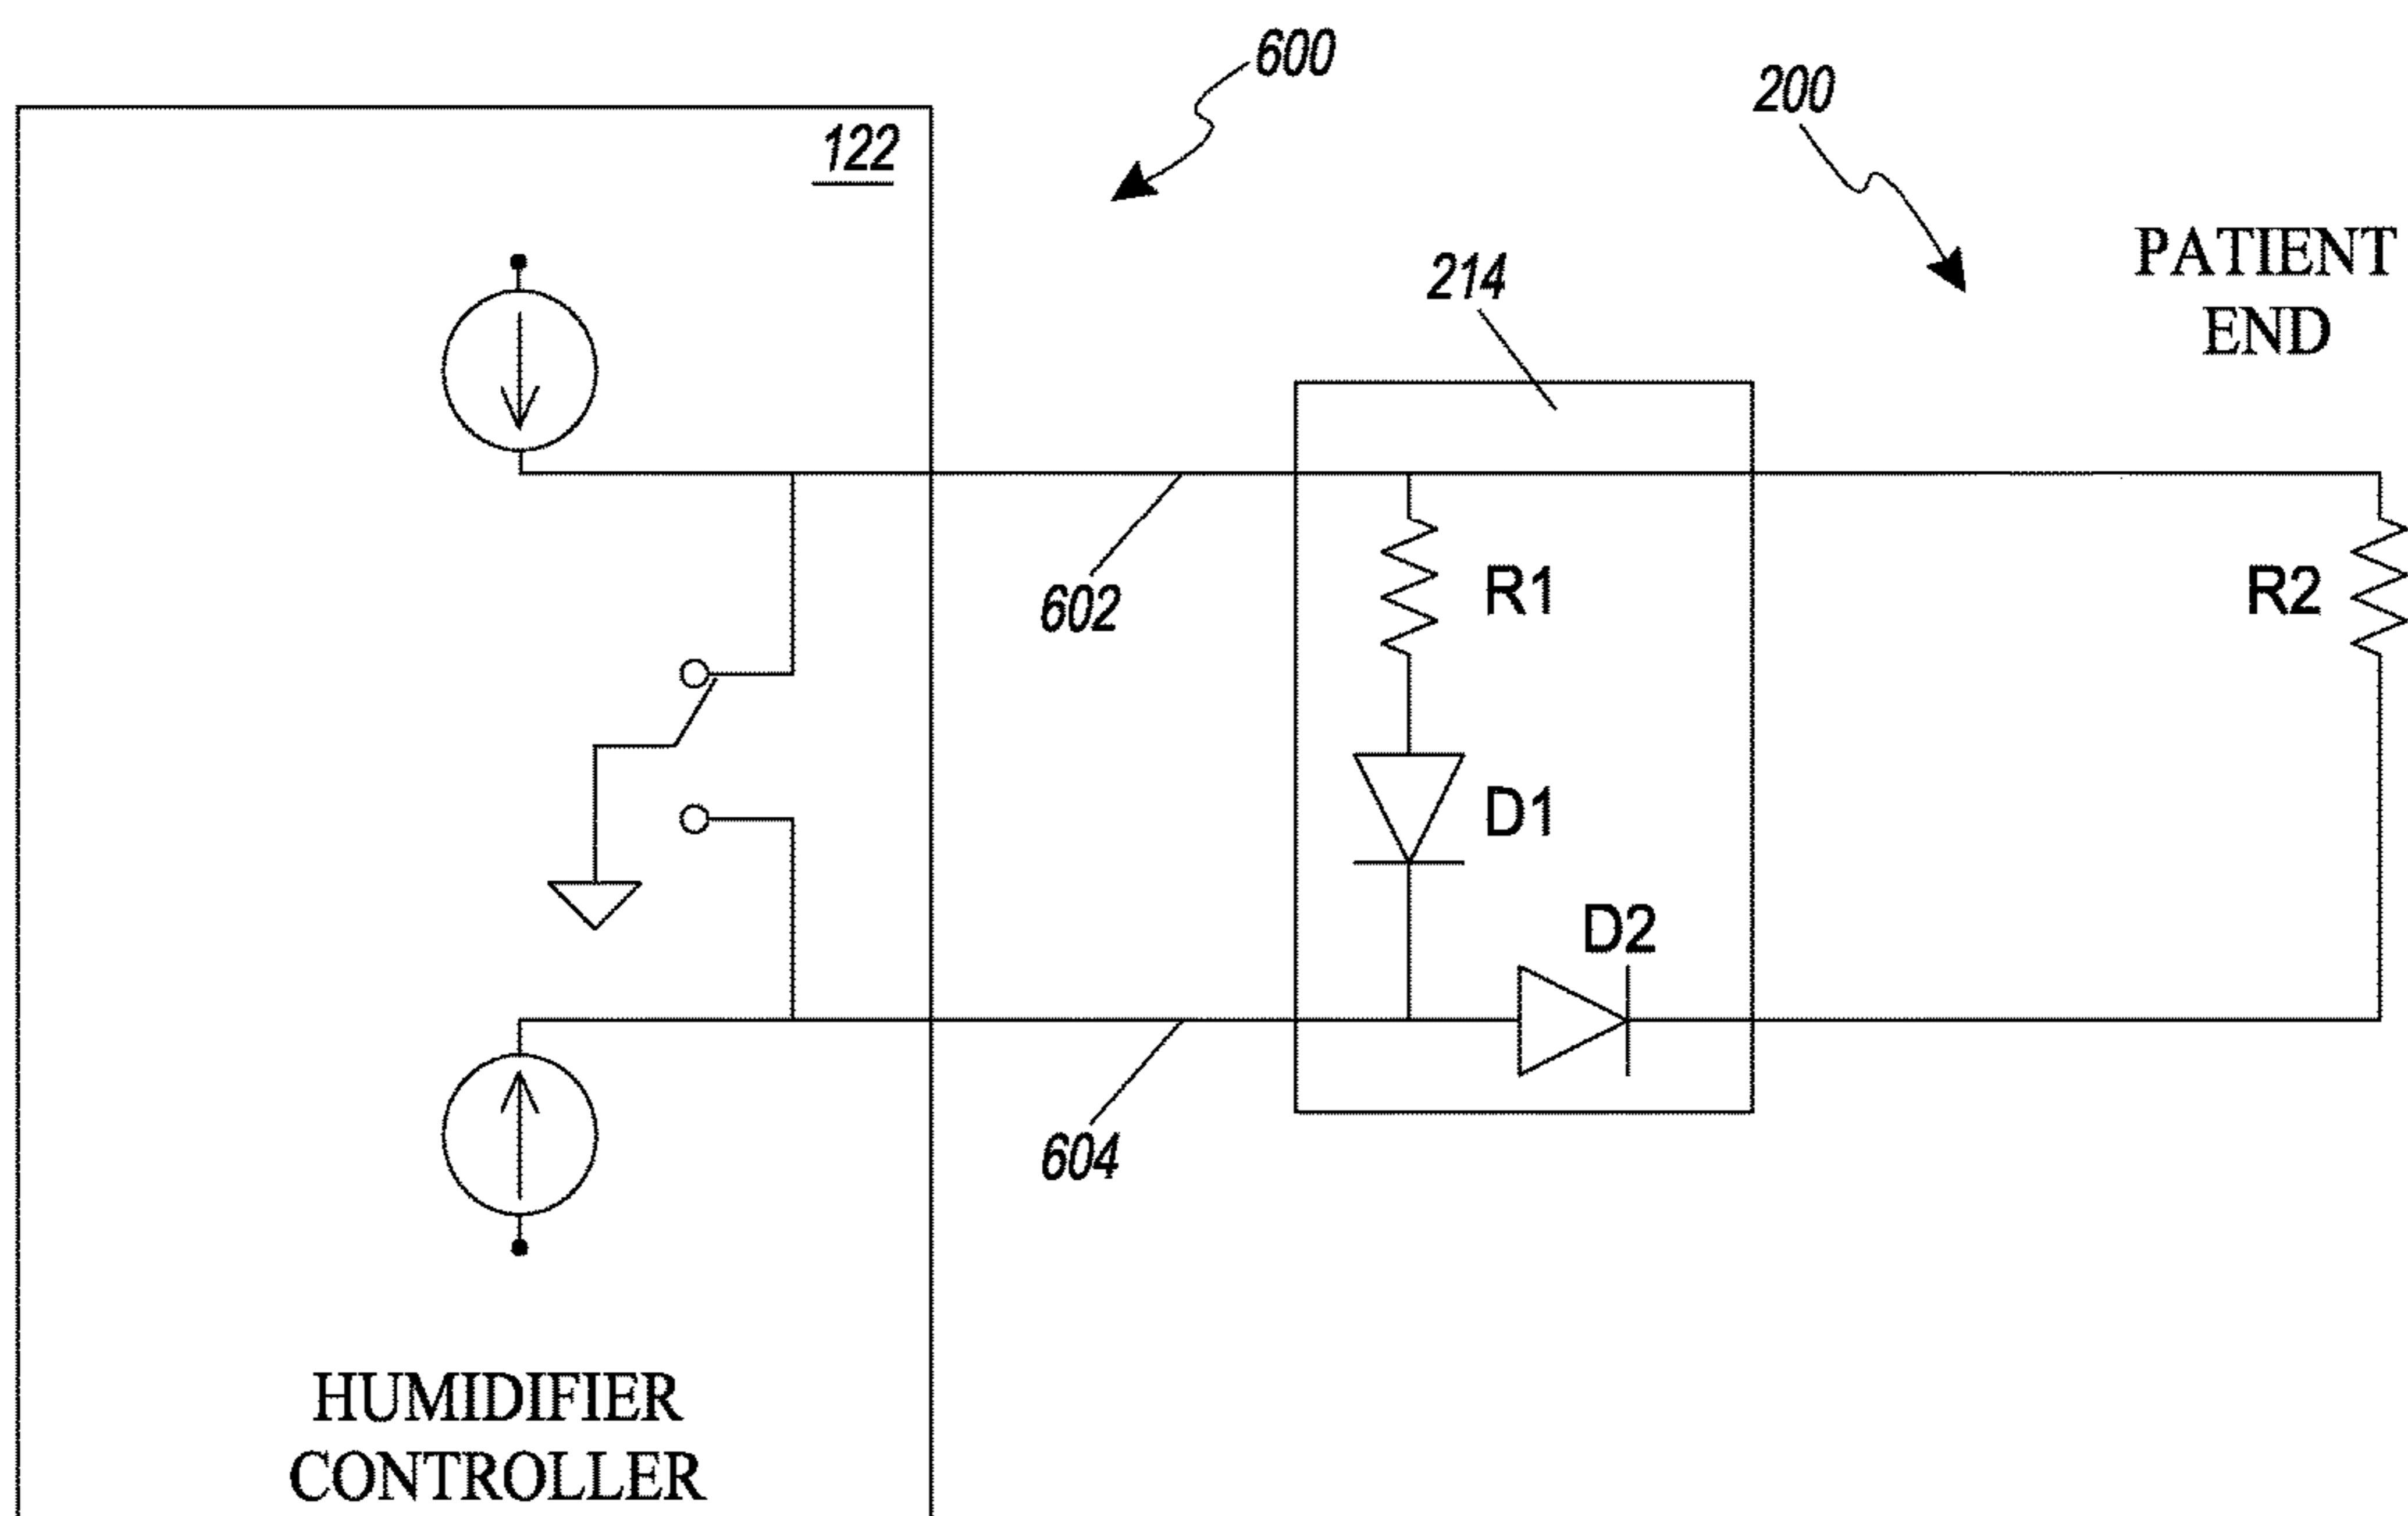 600
200
122
PATIENT
END
214
602
R1
R2
D1
D2
604
HUMIDIFIER
CONTROLLER